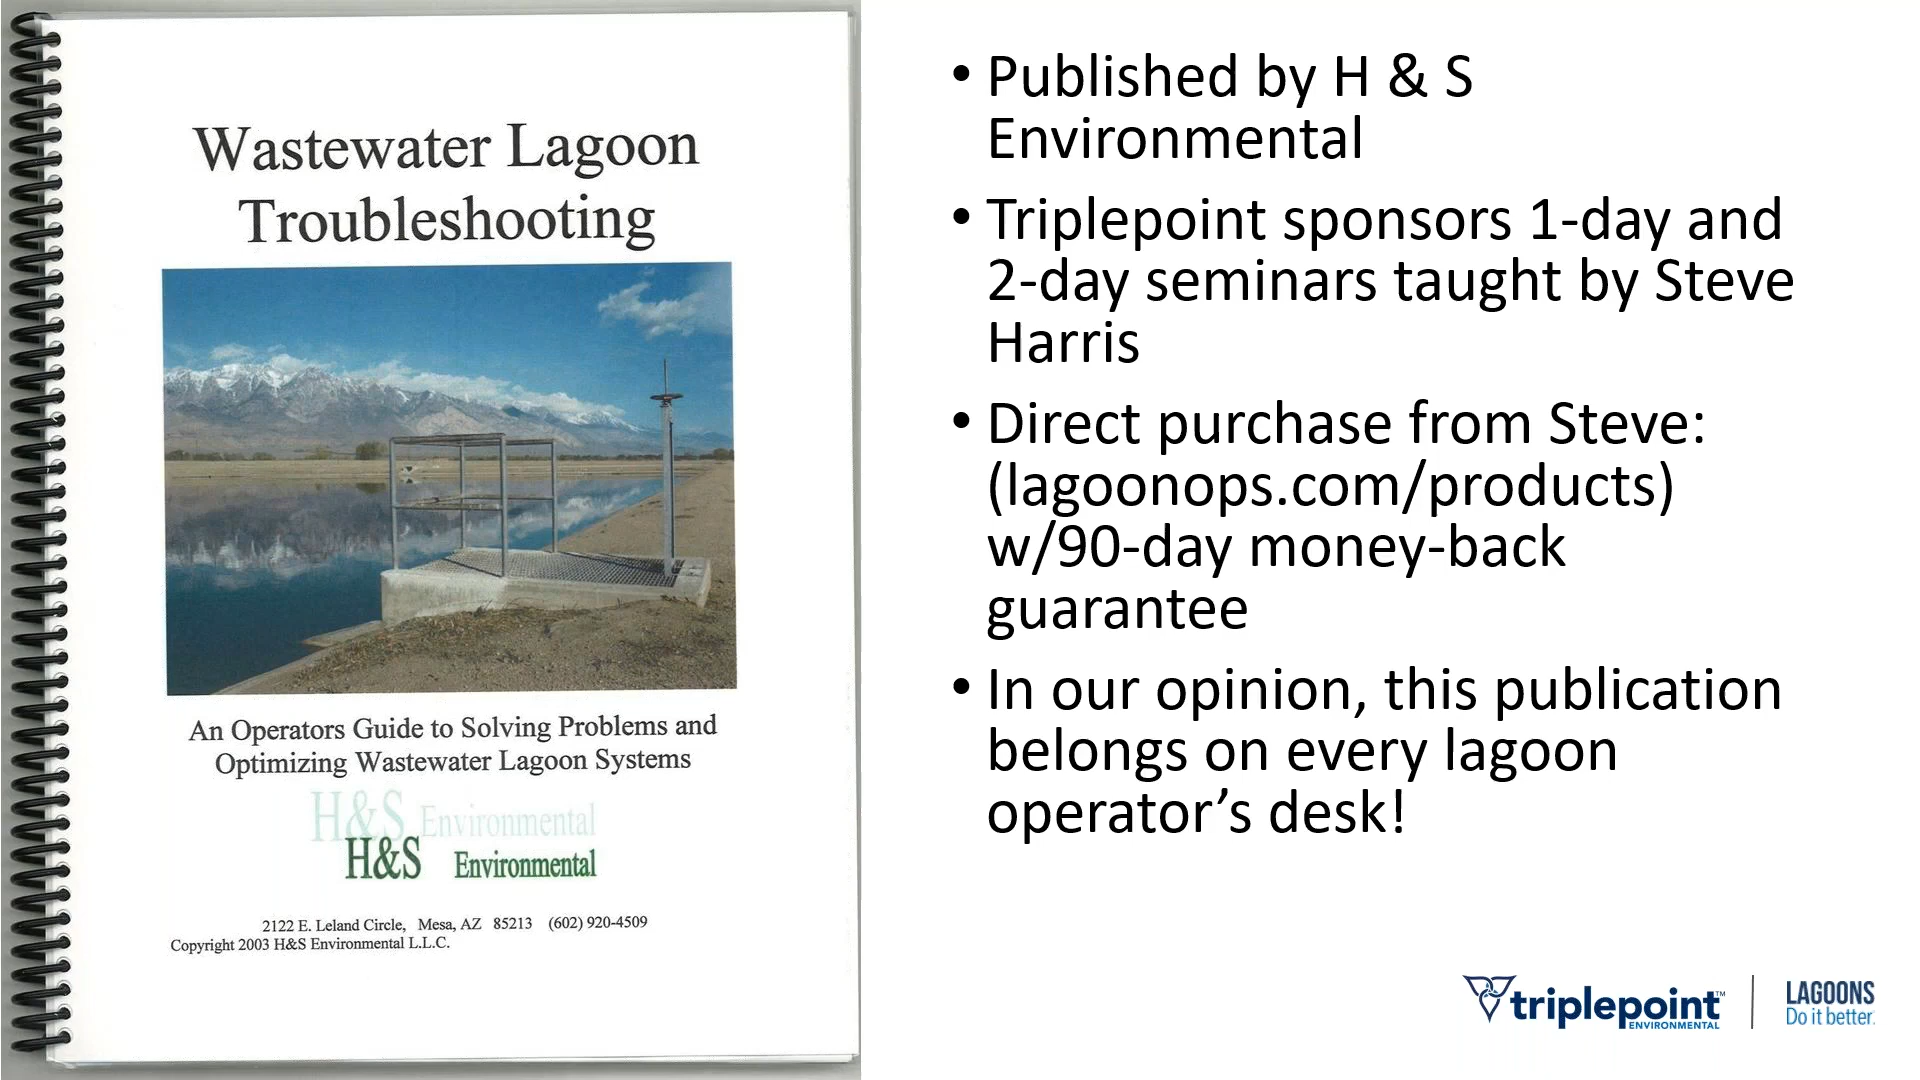 Wastewater Lagoon
Troubleshooting
An Operators Guide to Solving Problems and
Optimizing Wastewater Lagoon Systems
H&S Environmental
H&S Environmental
2122 E. Leland Circle, Mesa, AZ 85213 (602) 920-4509
Copyright 2003 H&S Environmental L.L.C.
• Published by H & S
Environmental
• Triplepoint sponsors 1-day and
2-day seminars taught by Steve
Harris
• Direct purchase from Steve:
(lagoonops.com/products)
w/90-day money-back
guarantee
• In our opinion, this publication
belongs on every lagoon
operator’s desk!
triplepoint™
ENVIRONMENTAL
LAGOONS
Do it better.